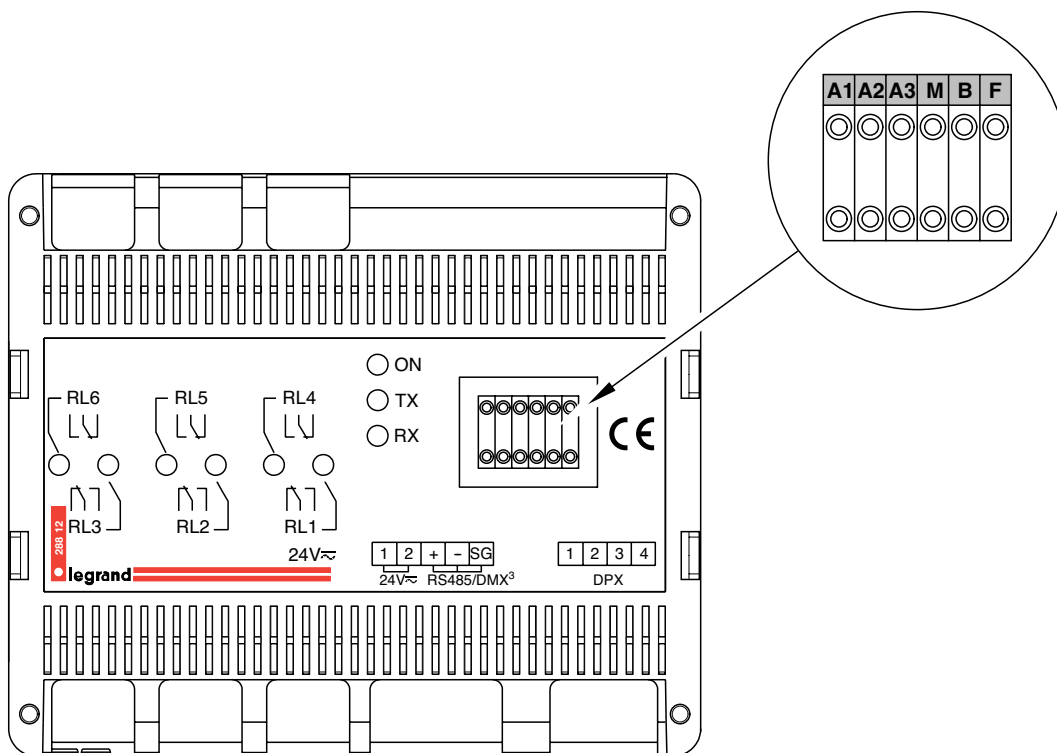 A1 A2 A3 M B F
ON
TX
RX
RL6 RL5 RL4
RL3 RL2 RL1
288 12
legrand
24V⎓
1 2 + − SG
24V⎓ RS485/DMX³
1 2 3 4
DPX
CE